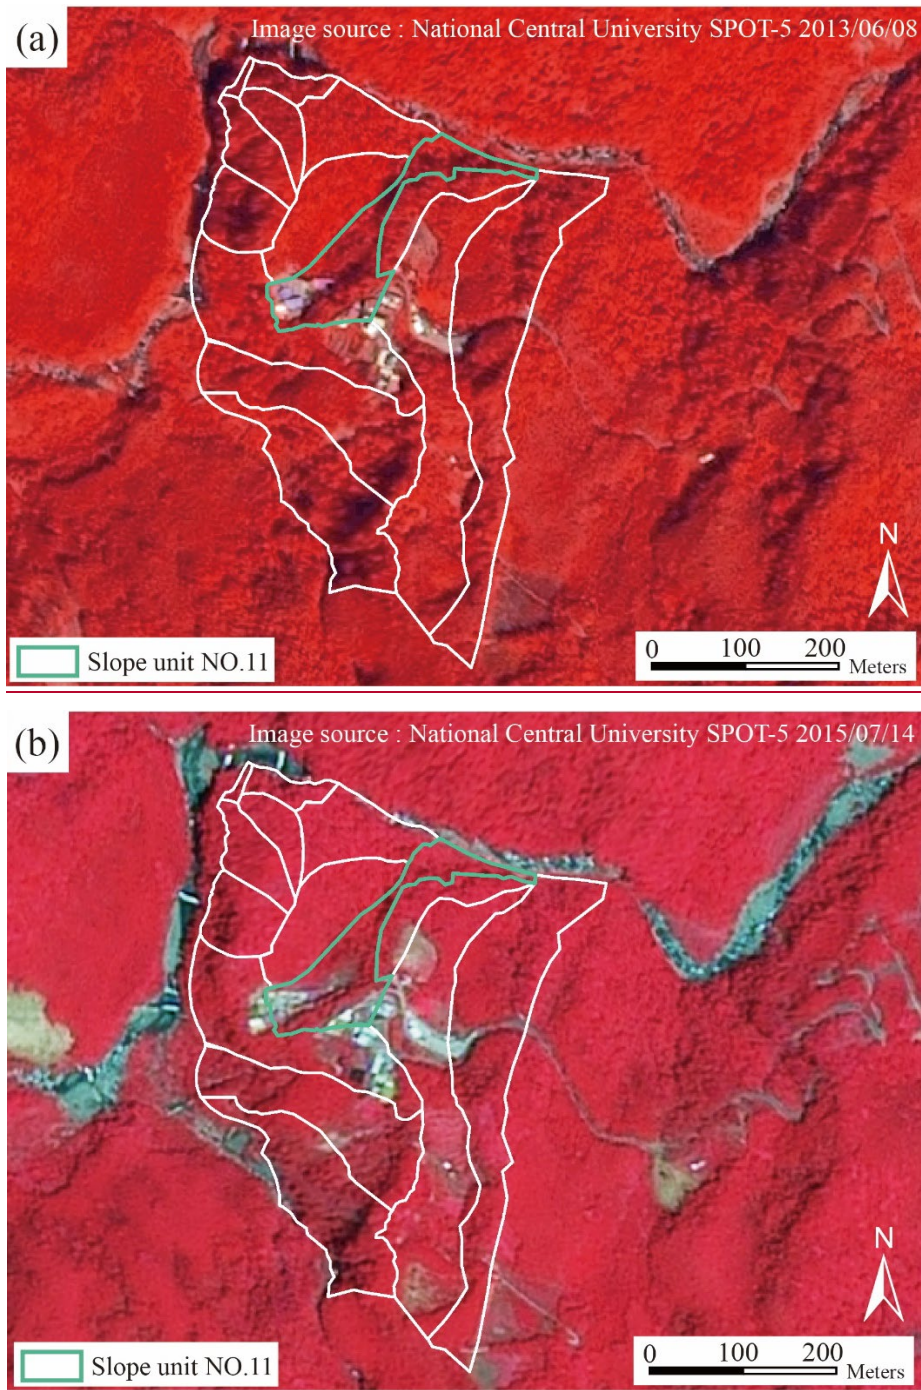 (a)
Image source : National Central University SPOT-5 2013/06/08
N
Slope unit NO.11
0 100 200
Meters
(b)
Image source : National Central University SPOT-5 2015/07/14
N
Slope unit NO.11
0 100 200
Meters